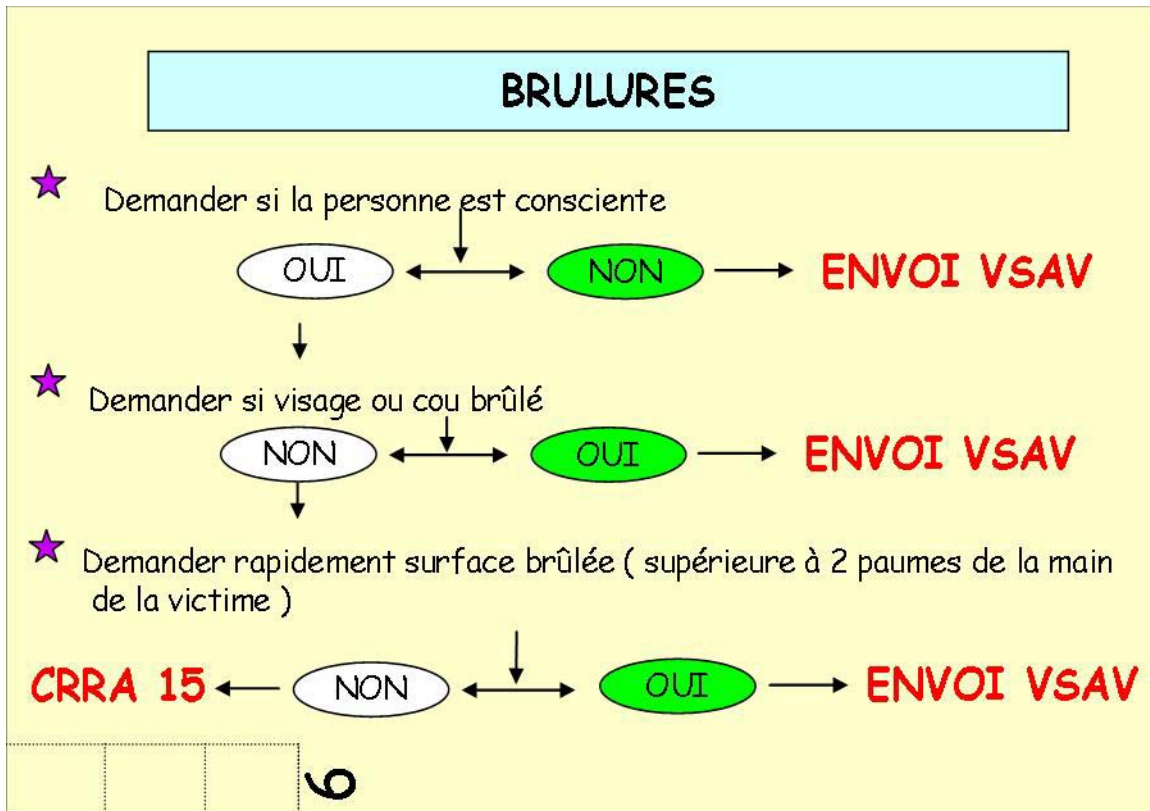 BRULURES
Demander si la personne est consciente
OUI NON ENVOI VSAV
Demander si visage ou cou brûlé
NON OUI ENVOI VSAV
Demander rapidement surface brûlée ( supérieure à 2 paumes de la main
de la victime )
CRRA 15 NON OUI ENVOI VSAV
6